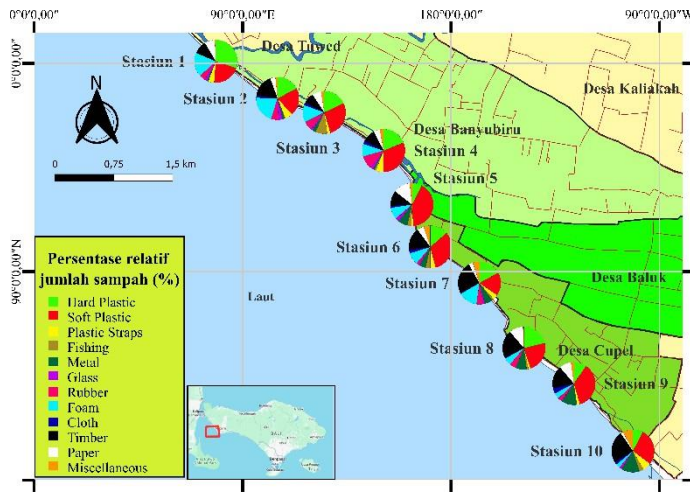 0°0'0,00"
90°0'0,00"E
180°0'0,00"
90°0'0,00"
0°0'0,00"N
90°0'0,00"N
N
0
0,75
1,5 km
Desa Tuwed
Desa Kaliakah
Desa Banyubiru
Desa Baluk
Desa Cupel
Laut
Stasiun 1
Stasiun 2
Stasiun 3
Stasiun 4
Stasiun 5
Stasiun 6
Stasiun 7
Stasiun 8
Stasiun 9
Stasiun 10
Persentase relatif
jumlah sampah (%)
Hard Plastic
Soft Plastic
Plastic Straps
Fishing
Metal
Glass
Rubber
Foam
Cloth
Timber
Paper
Miscellaneous